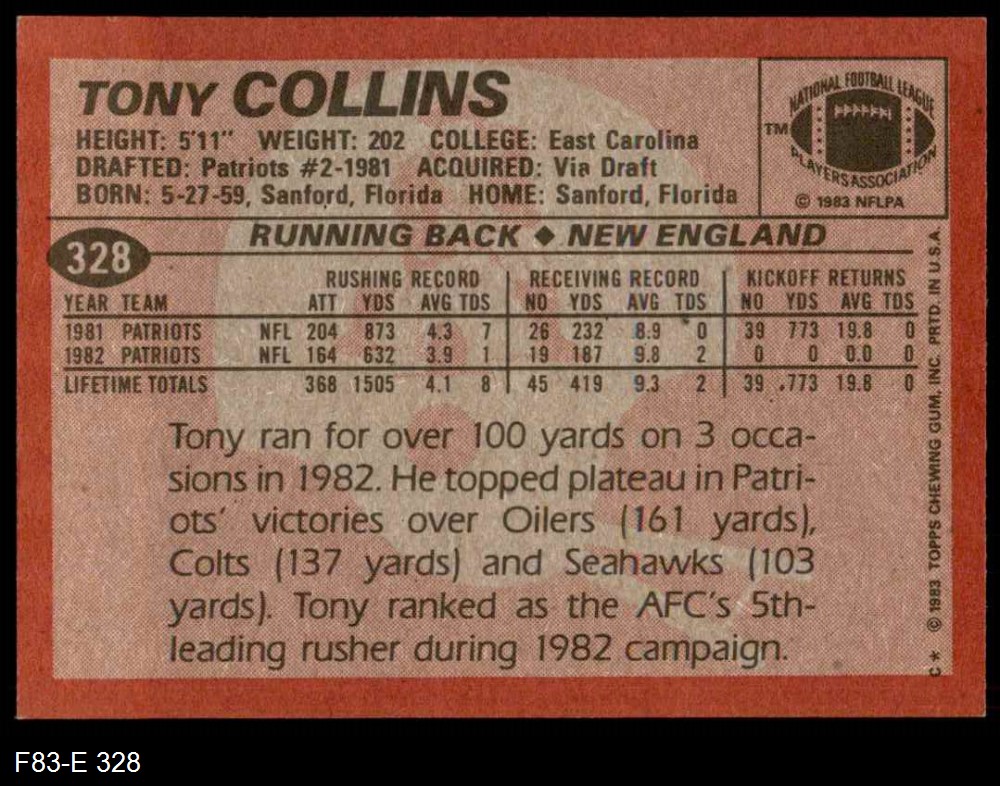 TONY COLLINS
HEIGHT: 5'11" WEIGHT: 202 COLLEGE: East Carolina
DRAFTED: Patriots #2-1981 ACQUIRED: Via Draft
BORN: 5-27-59, Sanford, Florida HOME: Sanford, Florida
NATIONAL FOOTBALL LEAGUE
TM
PLAYERS ASSOCIATION
© 1983 NFLPA
328
RUNNING BACK ♦ NEW ENGLAND
RUSHING RECORD RECEIVING RECORD KICKOFF RETURNS
YEAR TEAM ATT YDS AVG TDS NO YDS AVG TDS NO YDS AVG TDS
1981 PATRIOTS NFL 204 873 4.3 7 26 232 8.9 0 39 773 19.8 0
1982 PATRIOTS NFL 164 632 3.9 1 19 187 9.8 2 0 0 0.0 0
LIFETIME TOTALS 368 1505 4.1 8 45 419 9.3 2 39 773 19.8 0
Tony ran for over 100 yards on 3 occa-
sions in 1982. He topped plateau in Patri-
ots' victories over Oilers (161 yards),
Colts (137 yards) and Seahawks (103
yards). Tony ranked as the AFC's 5th-
leading rusher during 1982 campaign.
C* © 1983 TOPPS CHEWING GUM, INC. PRTD. IN U.S.A.
F83-E 328